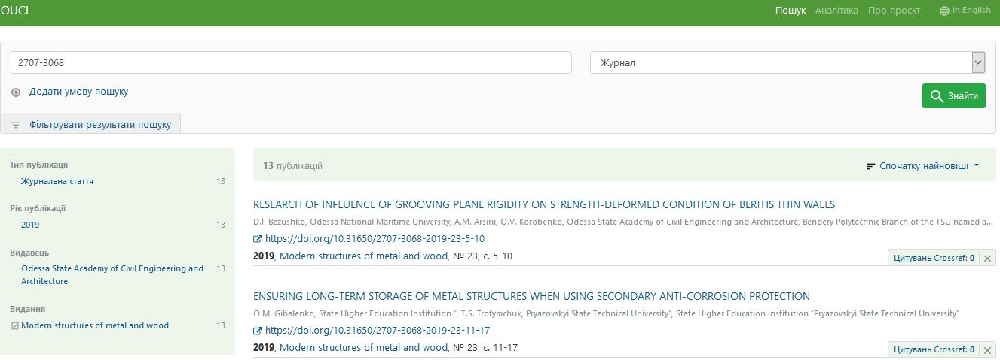 OUCI
Пошук Аналітика Про проєкт in English
2707-3068
Журнал
Додати умову пошуку
Знайти
Фільтрувати результати пошуку
Тип публікації
Журнальна стаття 13
Рік публікації
2019 13
Видавець
Odessa State Academy of Civil Engineering and 13
Architecture
Видання
Modern structures of metal and wood 13
13 публікацій
Спочатку найновіші
RESEARCH OF INFLUENCE OF GROOVING PLANE RIGIDITY ON STRENGTH-DEFORMED CONDITION OF BERTHS THIN WALLS
D.I. Bezushko, Odessa National Maritime University, A.M. Arsirii, O.V. Korobenko, Odessa State Academy of Civil Engineering and Architecture, Bendery Polytechnic Branch of the TSU named a...
https://doi.org/10.31650/2707-3068-2019-23-5-10
2019, Modern structures of metal and wood, № 23, с. 5-10
Цитувань Crossref: 0
ENSURING LONG-TERM STORAGE OF METAL STRUCTURES WHEN USING SECONDARY ANTI-CORROSION PROTECTION
O.M. Gibalenko, State Higher Education Institution ", T.S. Trofymchuk, Pryazovskyi State Technical University", State Higher Education Institution "Pryazovskyi State Technical University"
https://doi.org/10.31650/2707-3068-2019-23-11-17
2019, Modern structures of metal and wood, № 23, с. 11-17
Цитувань Crossref: 0